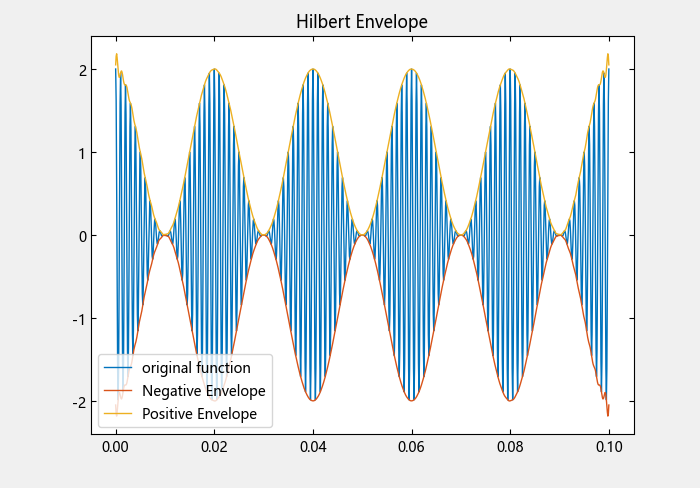 Hilbert Envelope
2
1
0
-1
-2
original function
Negative Envelope
Positive Envelope
0.00 0.02 0.04 0.06 0.08 0.10